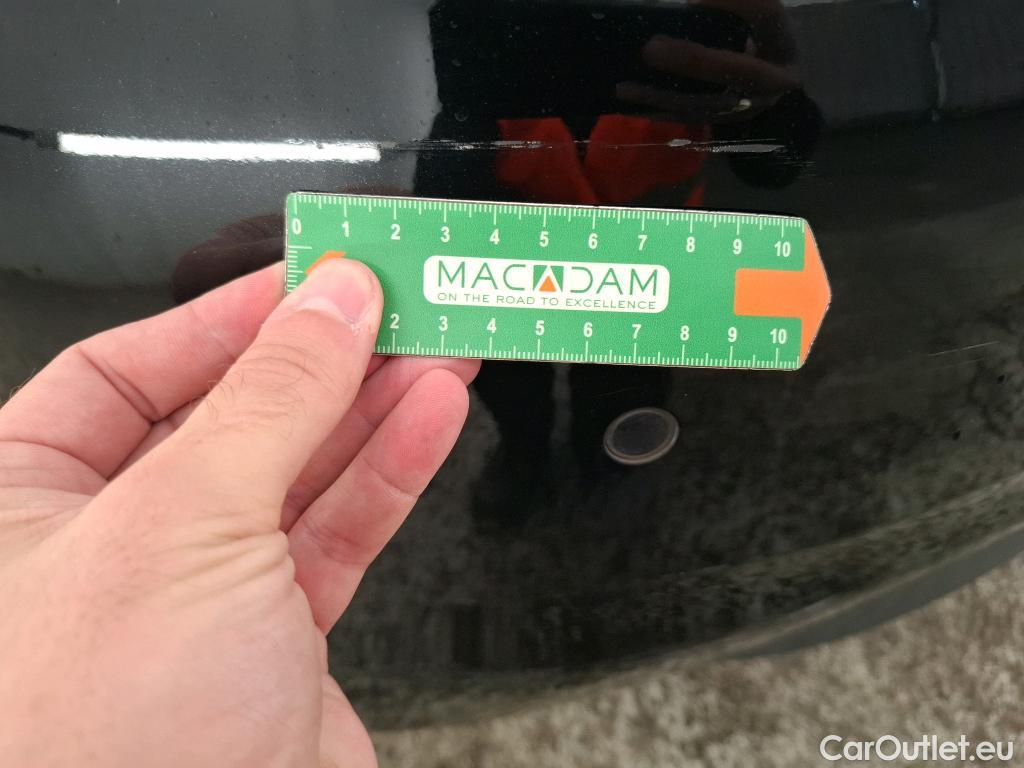 0 1 2 3 4 5 6 7 8 9 10
MACADAM
ON THE ROAD TO EXCELLENCE
2 3 4 5 6 7 8 9 10
CarOutlet.eu